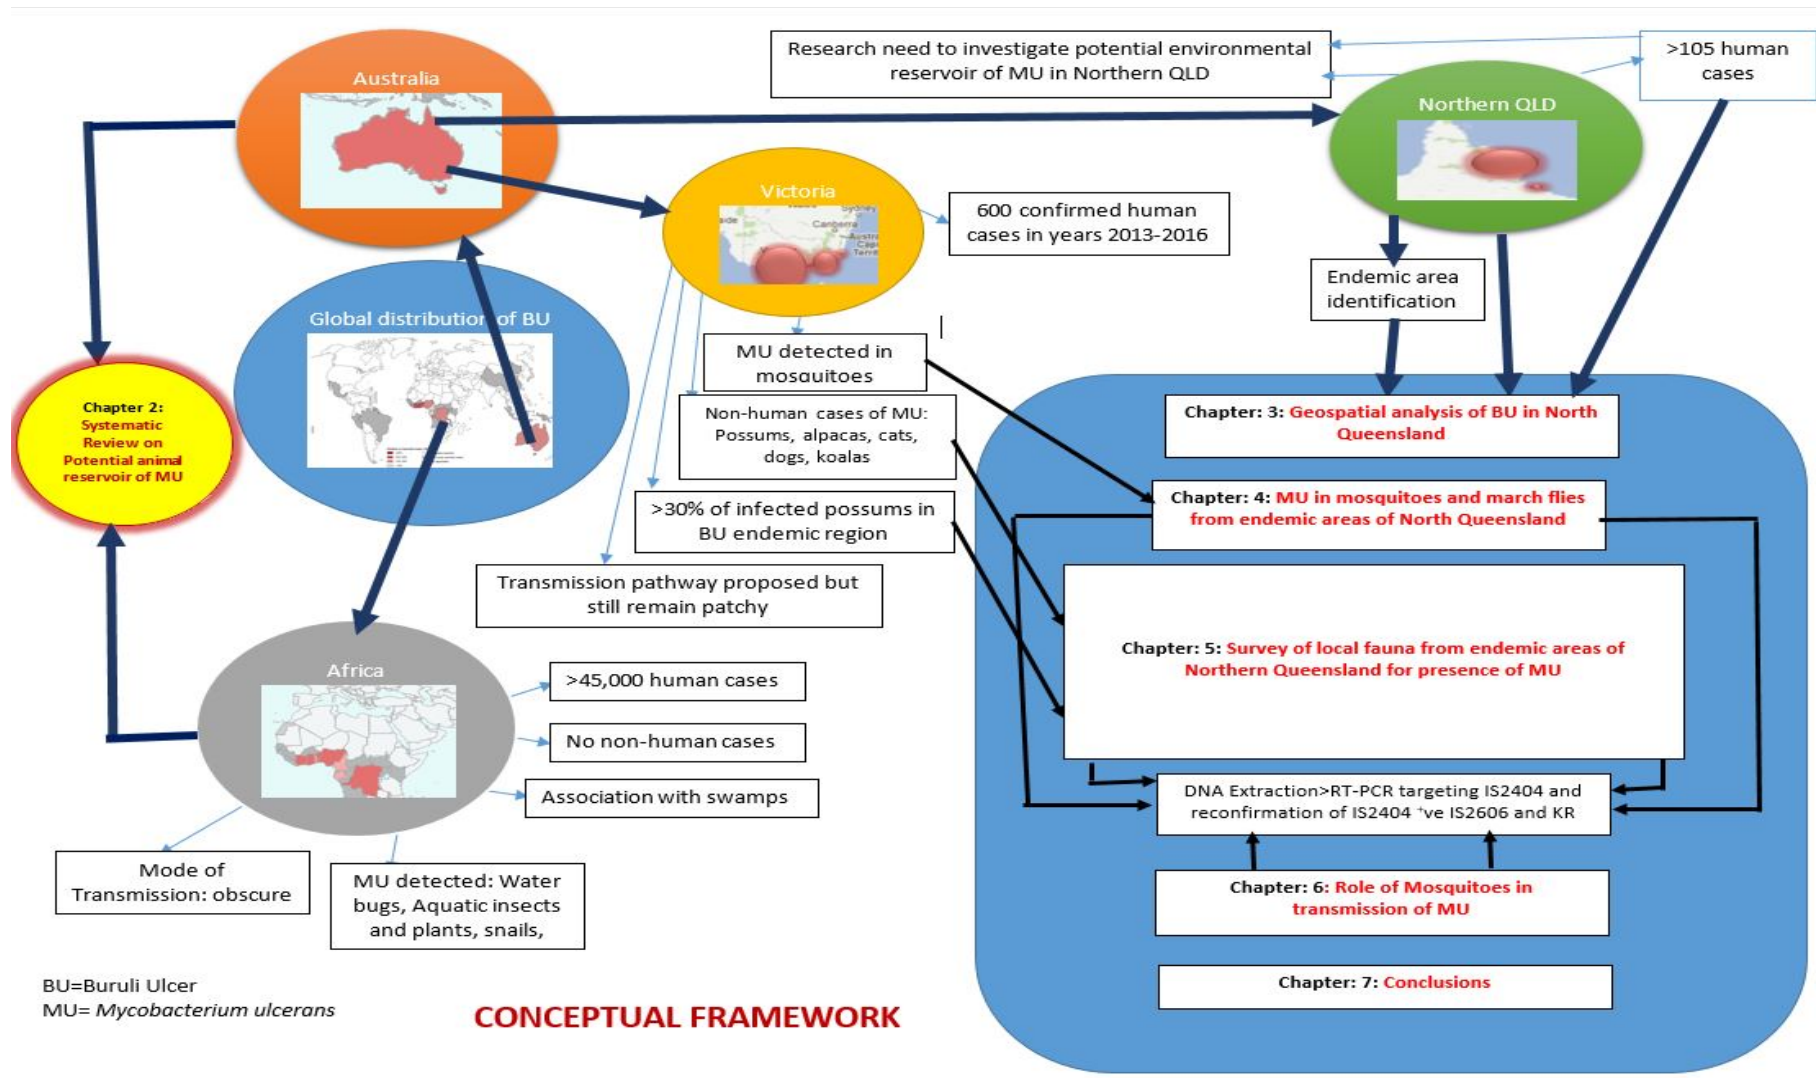 Australia
Research need to investigate potential environmental
reservoir of MU in Northern QLD
>105 human
cases
Northern QLD
Victoria
Sydney
Canberra
600 confirmed human
cases in years 2013-2016
Endemic area
identification
Global distribution of BU
MU detected in
mosquitoes
Non-human cases of MU:
Possums, alpacas, cats,
dogs, koalas
>30% of infected possums in
BU endemic region
Transmission pathway proposed but
still remain patchy
Chapter 2:
Systematic
Review on
Potential animal
reservoir of MU
Africa
>45,000 human cases
No non-human cases
Association with swamps
Mode of
Transmission: obscure
MU detected: Water
bugs, Aquatic insects
and plants, snails,
Chapter: 3: Geospatial analysis of BU in North
Queensland
Chapter: 4: MU in mosquitoes and march flies
from endemic areas of North Queensland
Chapter: 5: Survey of local fauna from endemic areas of
Northern Queensland for presence of MU
DNA Extraction>RT-PCR targeting IS2404 and
reconfirmation of IS2404 +ve IS2606 and KR
Chapter: 6: Role of Mosquitoes in
transmission of MU
Chapter: 7: Conclusions
BU=Buruli Ulcer
MU= Mycobacterium ulcerans
CONCEPTUAL FRAMEWORK